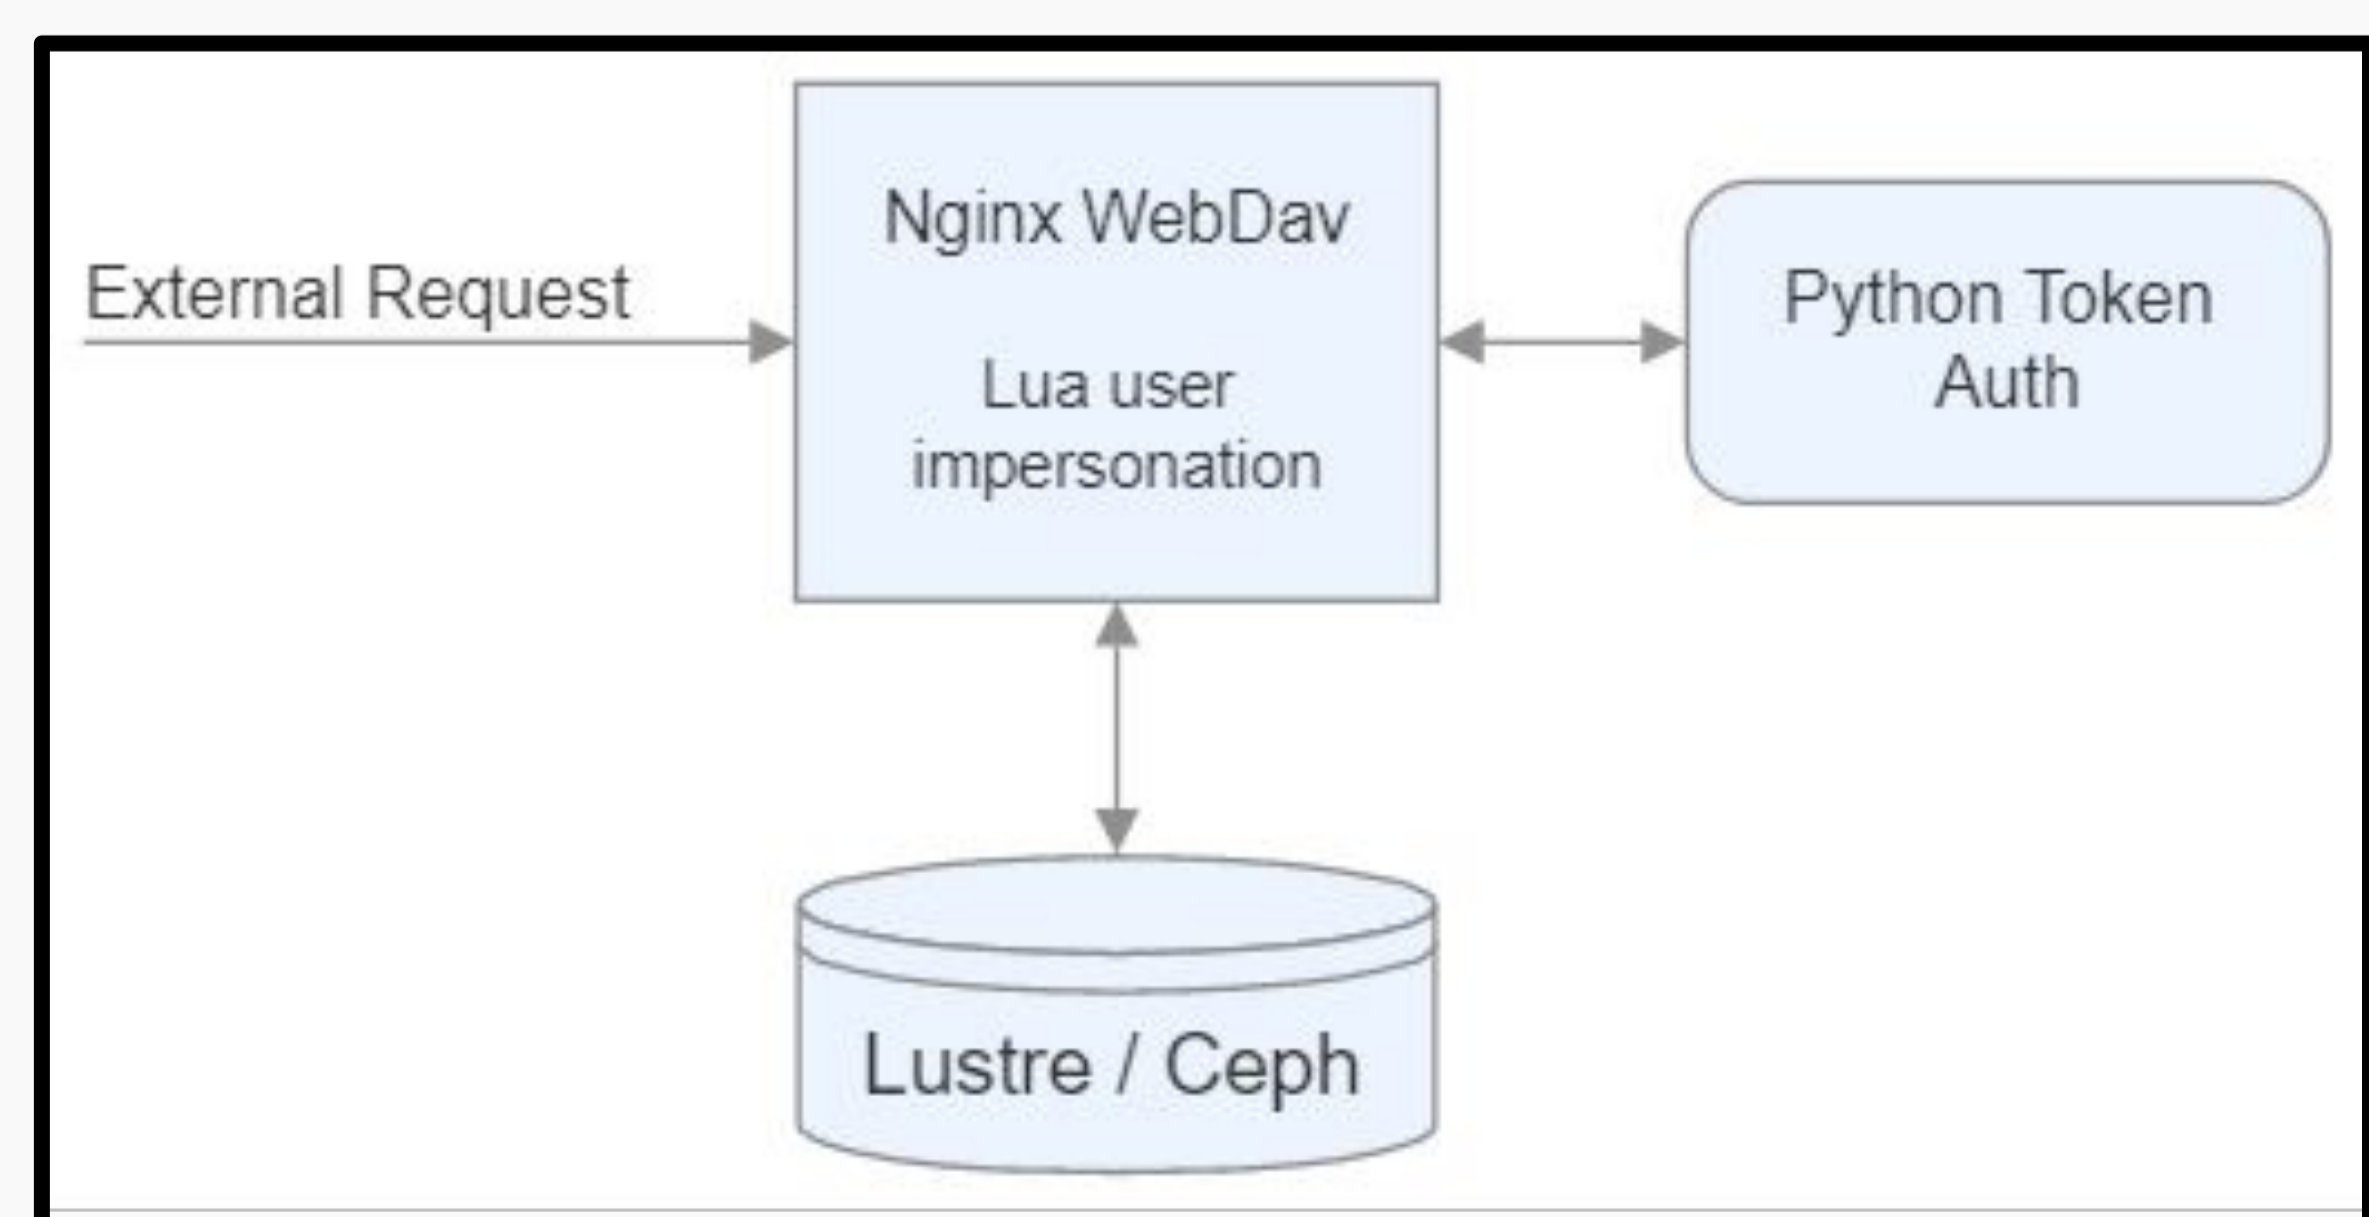 External Request
Nginx WebDav
Lua user
impersonation
Python Token
Auth
Lustre / Ceph